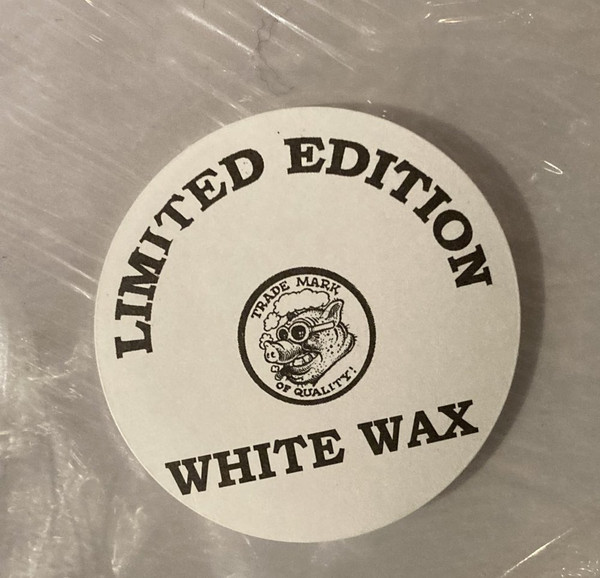 LIMITED EDITION
TRADE MARK
OF QUALITY!
WHITE WAX